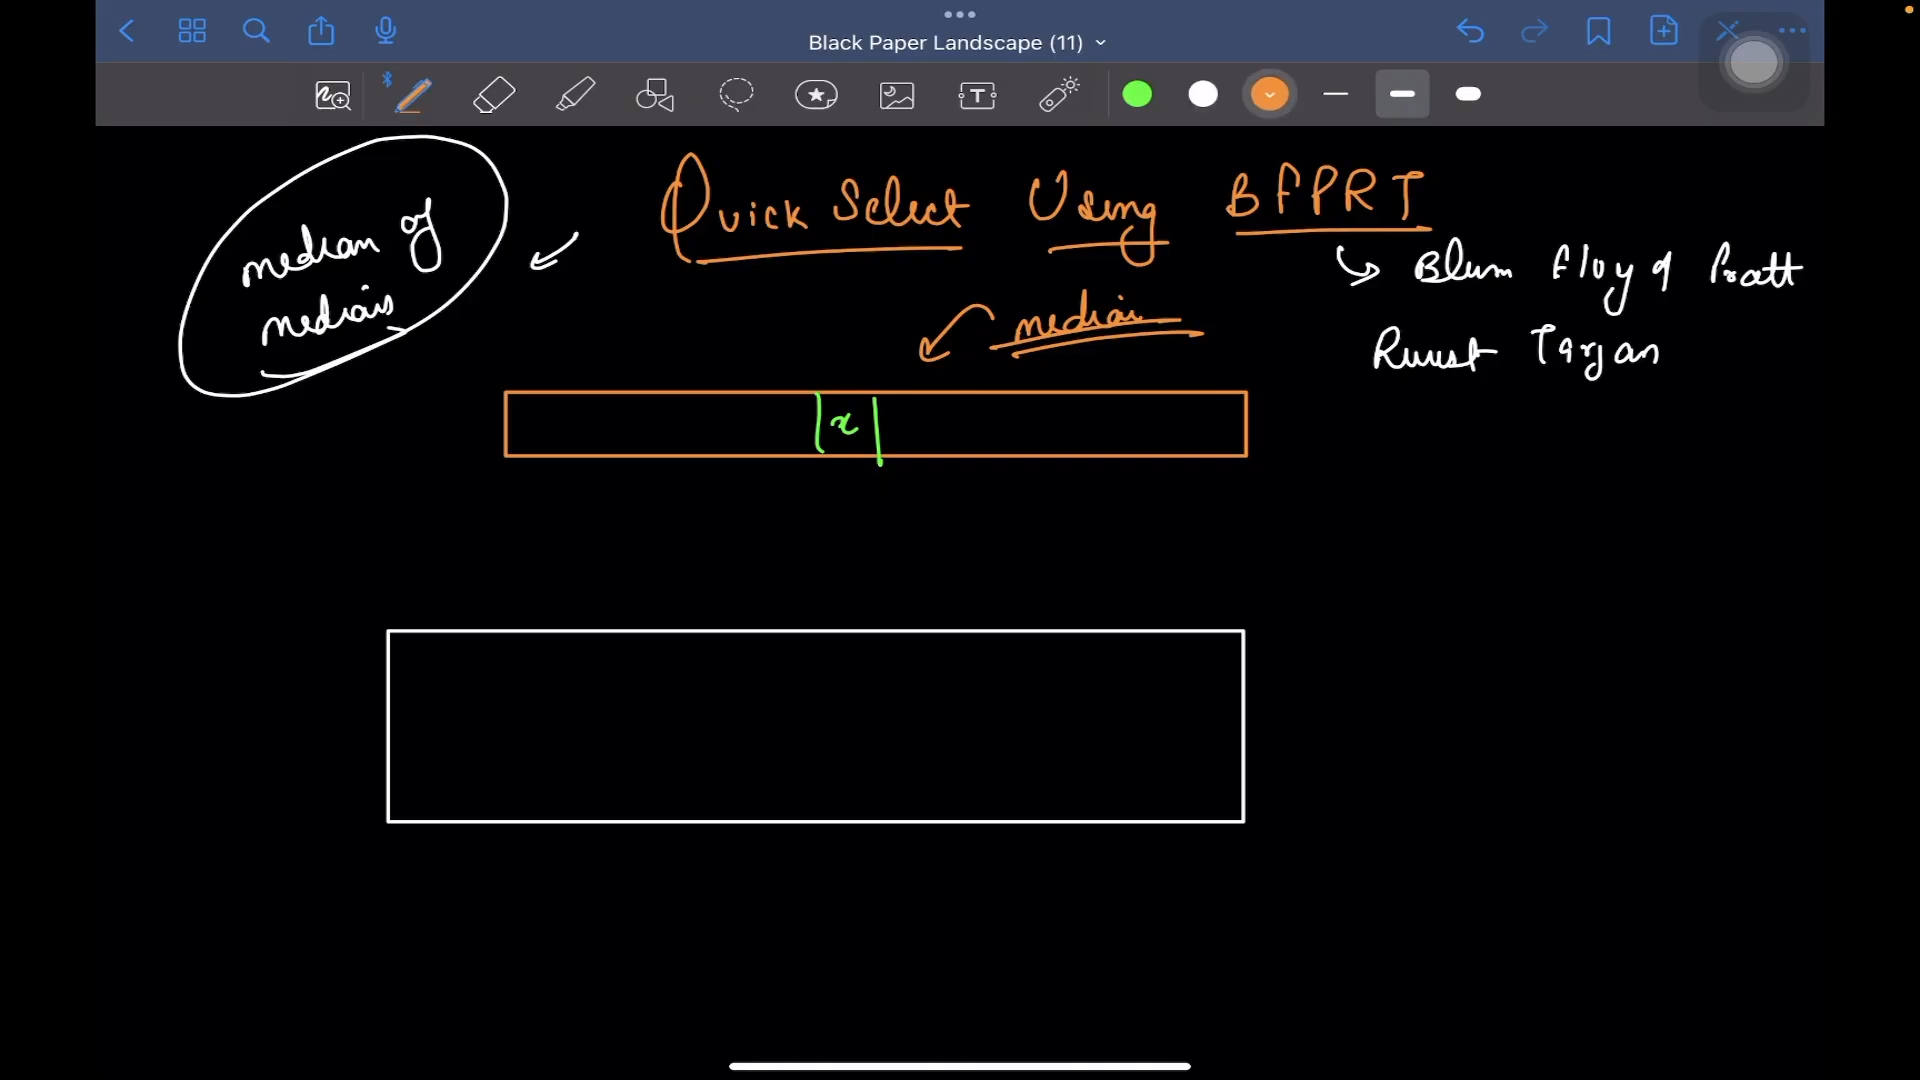 Black Paper Landscape (11)
Quick Select Using BFPRT
median of
medians
Blum Floyd Pratt
median
Rivest Tarjan
x